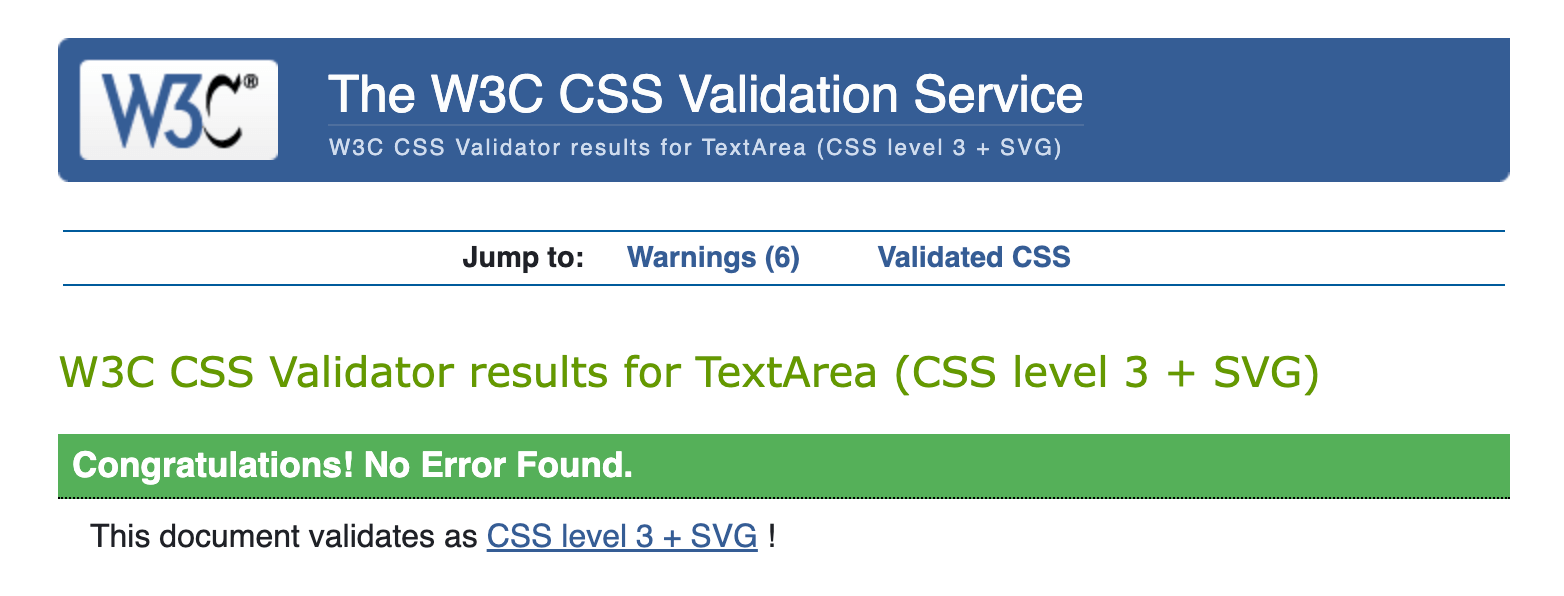 W3C®
The W3C CSS Validation Service
W3C CSS Validator results for TextArea (CSS level 3 + SVG)
Jump to: Warnings (6) Validated CSS
W3C CSS Validator results for TextArea (CSS level 3 + SVG)
Congratulations! No Error Found.
This document validates as CSS level 3 + SVG !